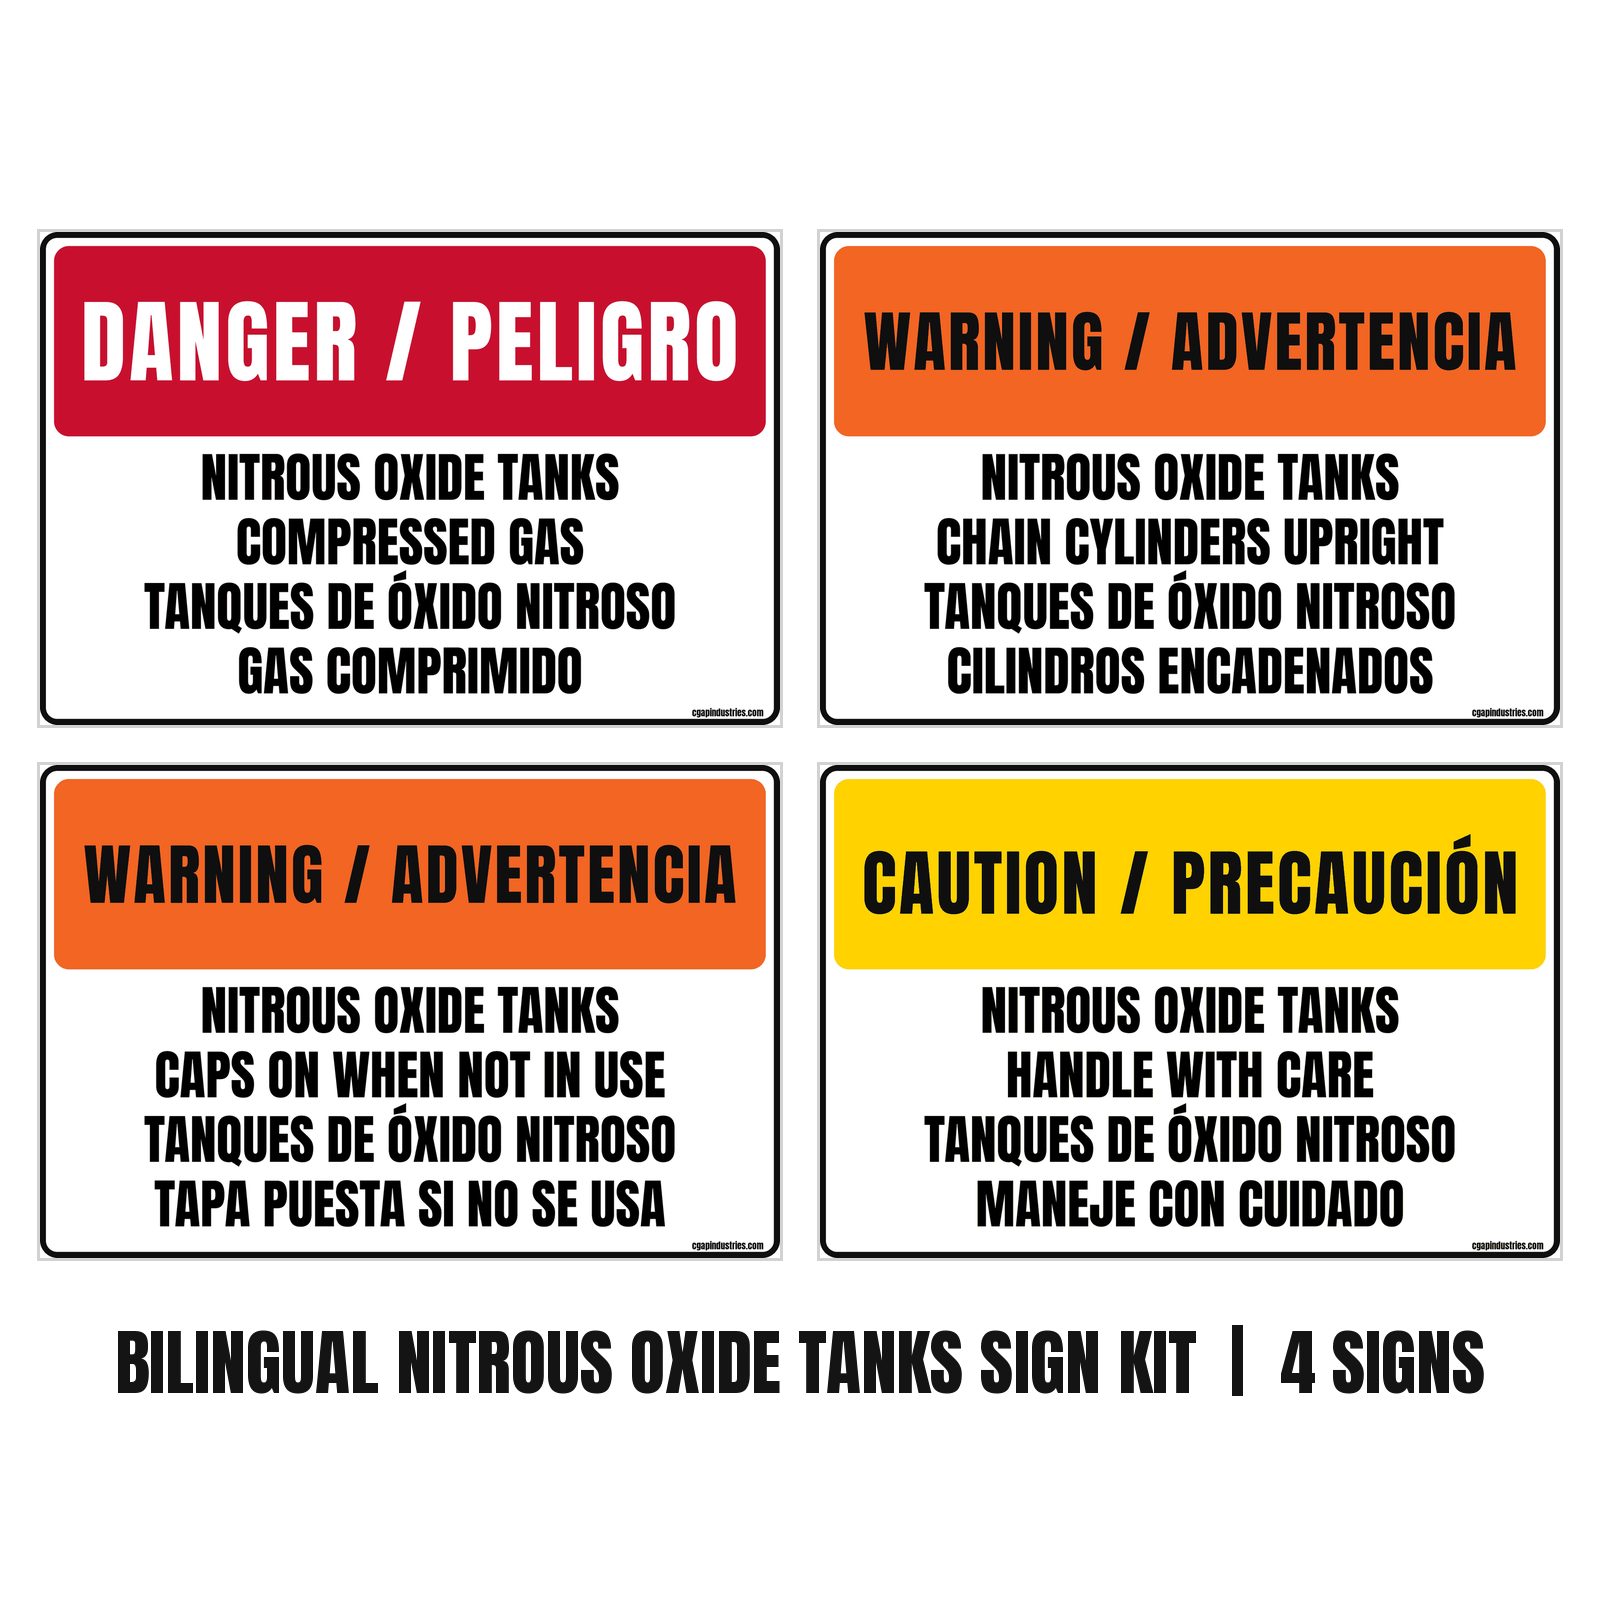 DANGER / PELIGRO
NITROUS OXIDE TANKS
COMPRESSED GAS
TANQUES DE ÓXIDO NITROSO
GAS COMPRIMIDO
cgapindustries.com
WARNING / ADVERTENCIA
NITROUS OXIDE TANKS
CHAIN CYLINDERS UPRIGHT
TANQUES DE ÓXIDO NITROSO
CILINDROS ENCADENADOS
cgapindustries.com
WARNING / ADVERTENCIA
NITROUS OXIDE TANKS
CAPS ON WHEN NOT IN USE
TANQUES DE ÓXIDO NITROSO
TAPA PUESTA SI NO SE USA
cgapindustries.com
CAUTION / PRECAUCIÓN
NITROUS OXIDE TANKS
HANDLE WITH CARE
TANQUES DE ÓXIDO NITROSO
MANEJE CON CUIDADO
cgapindustries.com
BILINGUAL NITROUS OXIDE TANKS SIGN KIT | 4 SIGNS